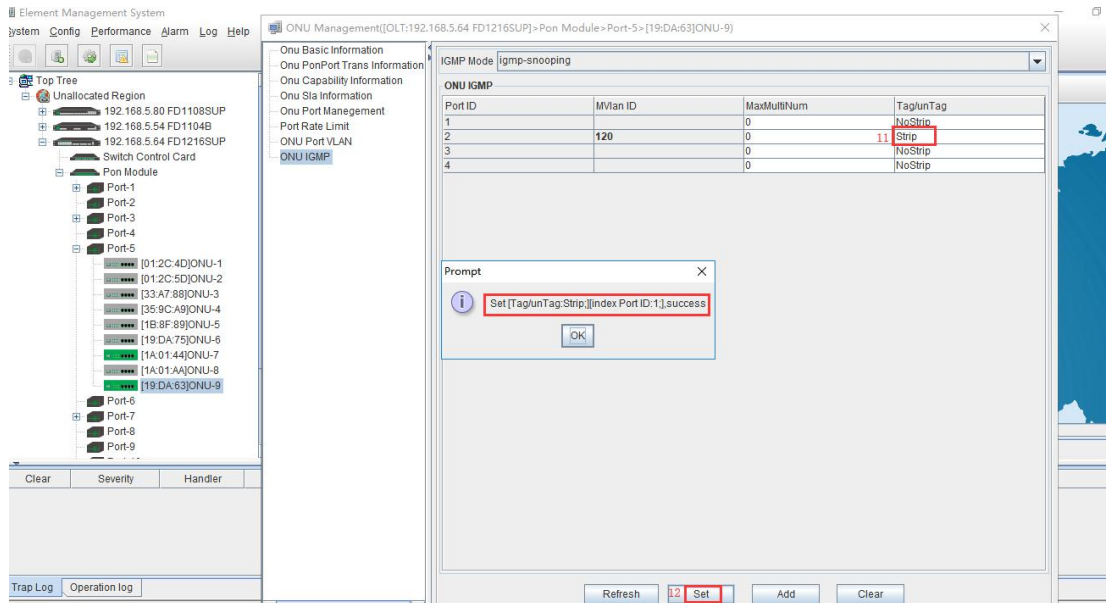 Element Management System
System Config Performance Alarm Log Help
Top Tree
Unallocated Region
192.168.5.80 FD1108SUP
192.168.5.54 FD1104B
192.168.5.64 FD1216SUP
Switch Control Card
Pon Module
Port-1
Port-2
Port-3
Port-4
Port-5
[01:2C:4D]ONU-1
[01:2C:5D]ONU-2
[33:A7:88]ONU-3
[35:9C:A9]ONU-4
[1B:8F:89]ONU-5
[19:DA:75]ONU-6
[1A:01:44]ONU-7
[1A:01:AA]ONU-8
[19:DA:63]ONU-9
Port-6
Port-7
Port-8
Port-9
Clear Severity Handler
Trap Log Operation log
ONU Management([OLT:192.168.5.64 FD1216SUP]>Pon Module>Port-5>[19:DA:63]ONU-9)
Onu Basic Information
Onu PonPort Trans Information
Onu Capability Information
Onu Sla Information
Onu Port Management
Port Rate Limit
ONU Port VLAN
ONU IGMP
IGMP Mode igmp-snooping
ONU IGMP
Port ID MVlan ID MaxMultiNum Tag/unTag
1 0 NoStrip
2 120 0 11 Strip
3 0 NoStrip
4 0 NoStrip
Prompt
Set [Tag/unTag:Strip;][index Port ID:1;],success
OK
Refresh 12 Set Add Clear